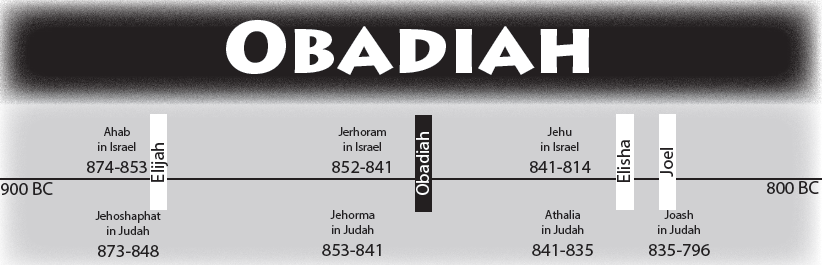 OBADIAH
Ahab
in Israel
874-853
Elijah
Jerhoram
in Israel
852-841
Obadiah
Jehu
in Israel
841-814
Elisha
Joel
900 BC
800 BC
Jehoshaphat
in Judah
873-848
Jehorma
in Judah
853-841
Athalia
in Judah
841-835
Joash
in Judah
835-796